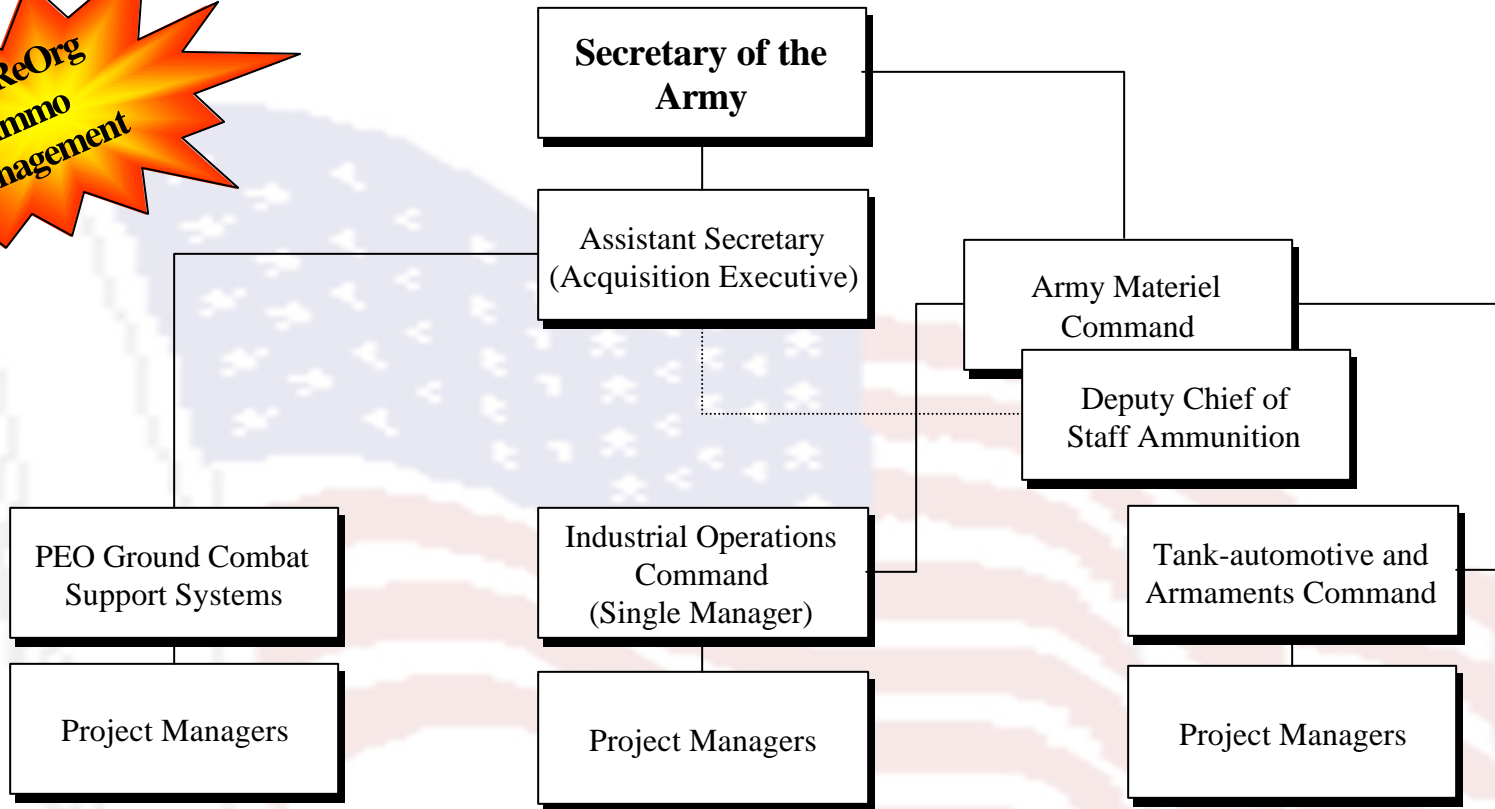 ReOrg
Secretary of the
Army
Assistant Secretary
(Acquisition Executive)
Army Materiel
Command
Deputy Chief of
Staff Ammunition
PEO Ground Combat
Support Systems
Industrial Operations
Command
(Single Manager)
Tank-automotive and
Armaments Command
Project Managers
Project Managers
Project Managers